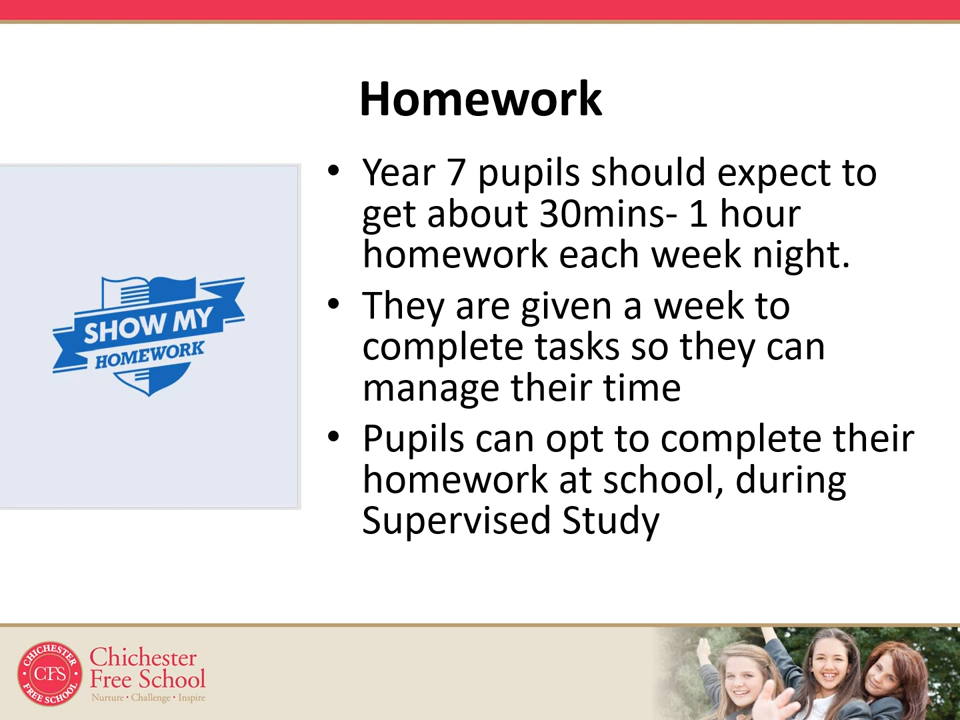 Homework
• Year 7 pupils should expect to
get about 30mins- 1 hour
homework each week night.
• They are given a week to
complete tasks so they can
manage their time
• Pupils can opt to complete their
homework at school, during
Supervised Study
SHOW MY
HOMEWORK
CHICHESTER
CFS
FREE SCHOOL
Chichester
Free School
Nurture • Challenge • Inspire